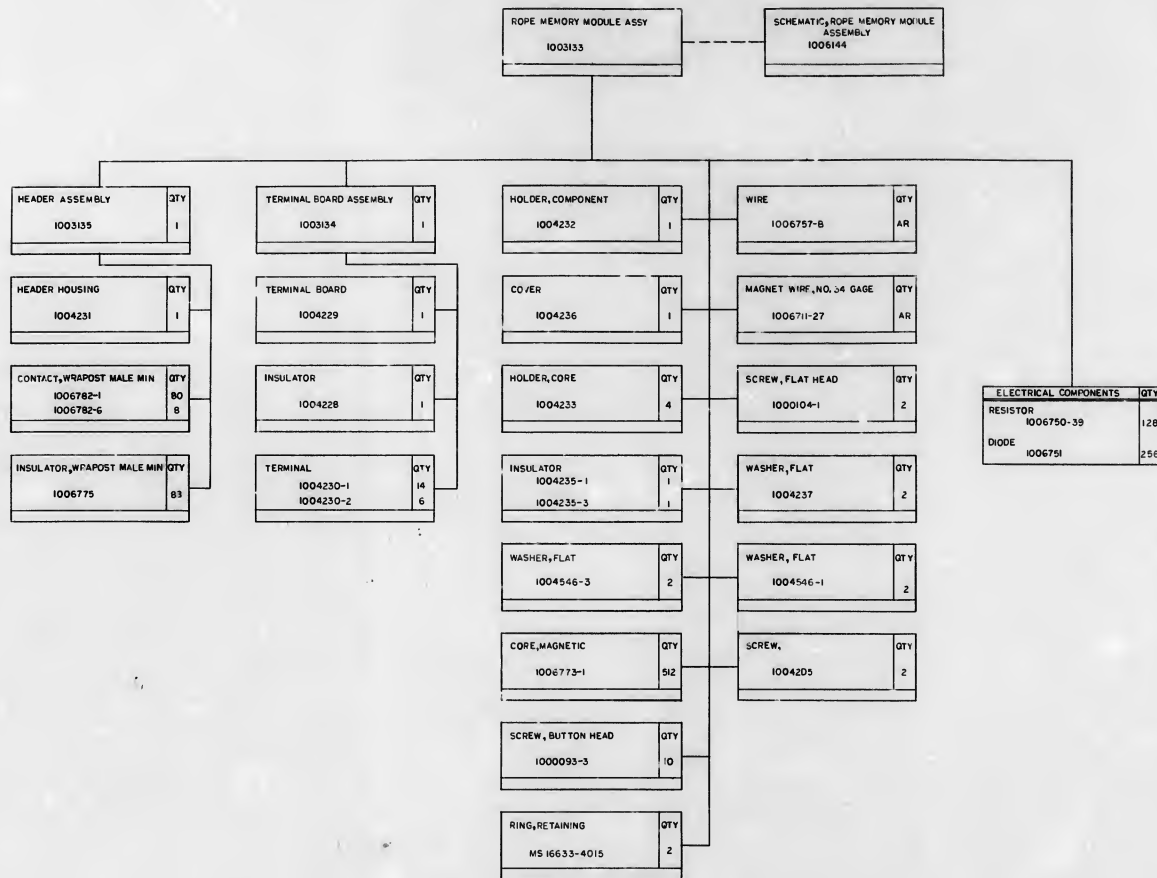 ROPE MEMORY MODULE ASSY
1003133
SCHEMATIC, ROPE MEMORY MODULE
ASSEMBLY
1006144
HEADER ASSEMBLY QTY
1003135 1
HEADER HOUSING QTY
1004231 1
CONTACT, WRAPOST MALE MIN QTY
1006782-1 80
1006782-6 8
INSULATOR, WRAPOST MALE MIN QTY
1006775 83
TERMINAL BOARD ASSEMBLY QTY
1003134 1
TERMINAL BOARD QTY
1004229 1
INSULATOR QTY
1004228 1
TERMINAL QTY
1004230-1 14
1004230-2 6
HOLDER, COMPONENT QTY
1004232 1
COVER QTY
1004236 1
HOLDER, CORE QTY
1004233 4
INSULATOR QTY
1004235-1 1
1004235-3 1
WASHER, FLAT QTY
1004546-3 2
CORE, MAGNETIC QTY
1006773-1 512
SCREW, BUTTON HEAD QTY
1000093-3 10
RING, RETAINING QTY
MS 16633-4015 2
WIRE QTY
1006757-8 AR
MAGNET WIRE, NO. 34 GAGE QTY
1006711-27 AR
SCREW, FLAT HEAD QTY
1000104-1 2
WASHER, FLAT QTY
1004237 2
WASHER, FLAT QTY
1004546-1 2
SCREW, QTY
1004205 2
ELECTRICAL COMPONENTS QTY
RESISTOR
1006750-39 128
DIODE
1006751 256